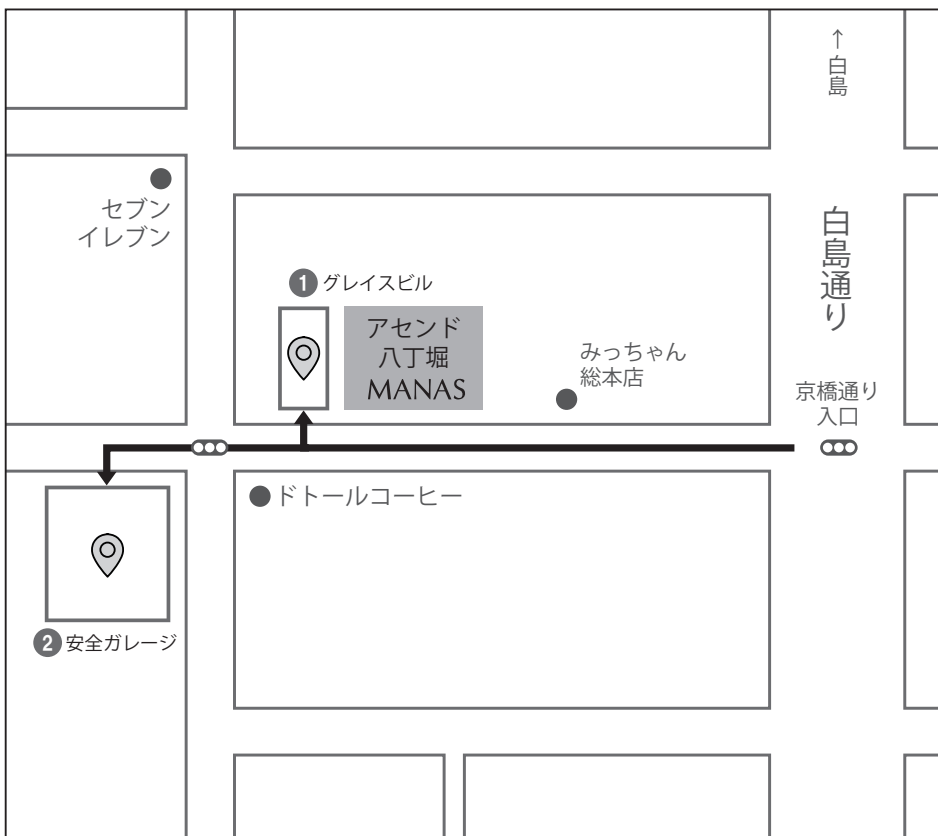 ↑白島
セブン
イレブン
白島通り
1 グレイスビル
アセンド
八丁堀
MANAS
みっちゃん
総本店
京橋通り
入口
ドトールコーヒー
2 安全ガレージ